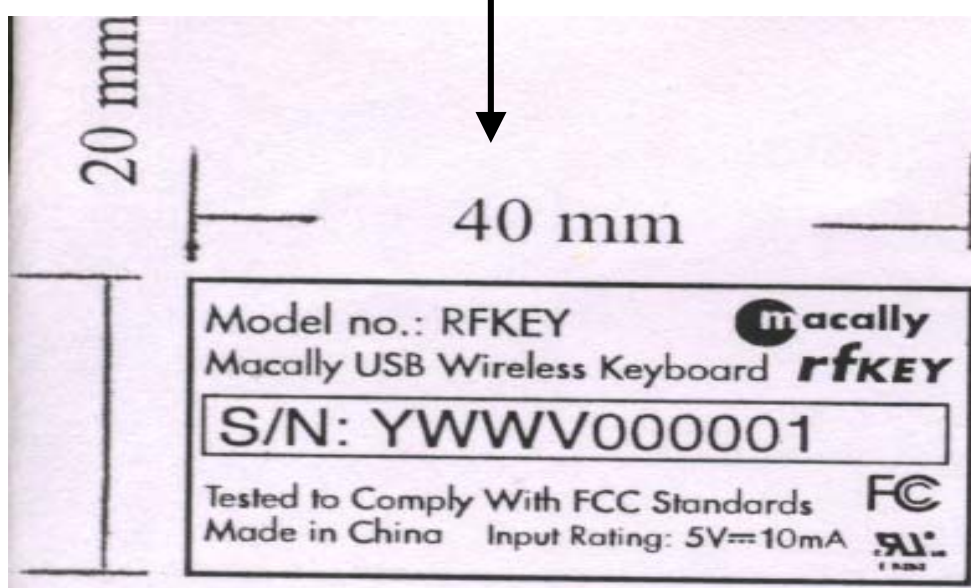 20 mm
40 mm
Model no.: RFKEY
macally
Macally USB Wireless Keyboard
rfKEY
S/N: YWWV000001
Tested to Comply With FCC Standards
FC
Made in China Input Rating: 5V⎓10mA